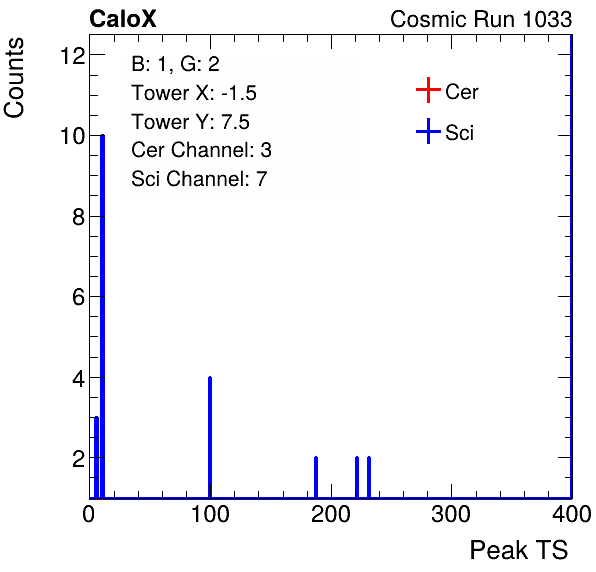 CaloX Cosmic Run 1033
Counts
B: 1, G: 2
Tower X: -1.5
Tower Y: 7.5
Cer Channel: 3
Sci Channel: 7
Cer
Sci
12
10
8
6
4
2
0 100 200 300 400
Peak TS